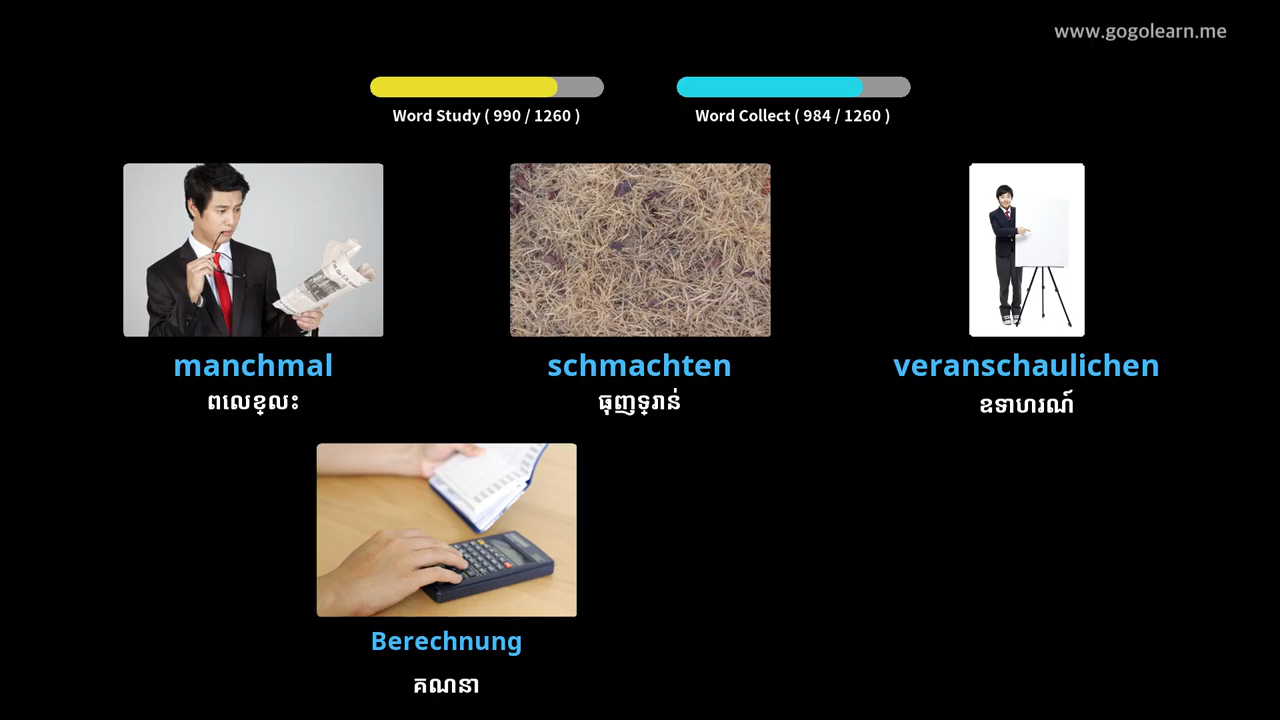 www.gogolearn.me
Word Study ( 990 / 1260 )
Word Collect ( 984 / 1260 )
manchmal
schmachten
veranschaulichen
ពលេខ្លះ
ធុញទ្រាន់
ឧទាហរណ៍
Berechnung
គណនា